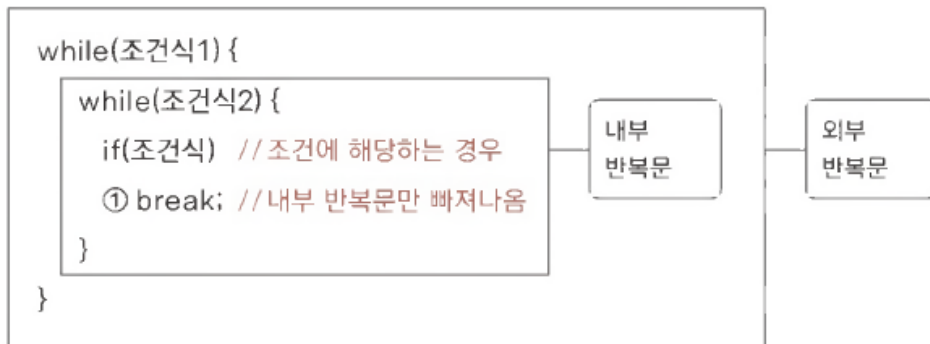 while(조건식1) {
while(조건식2) {
if(조건식) //조건에 해당하는 경우
① break; //내부 반복문만 빠져나옴
}
}
내부
반복문
외부
반복문